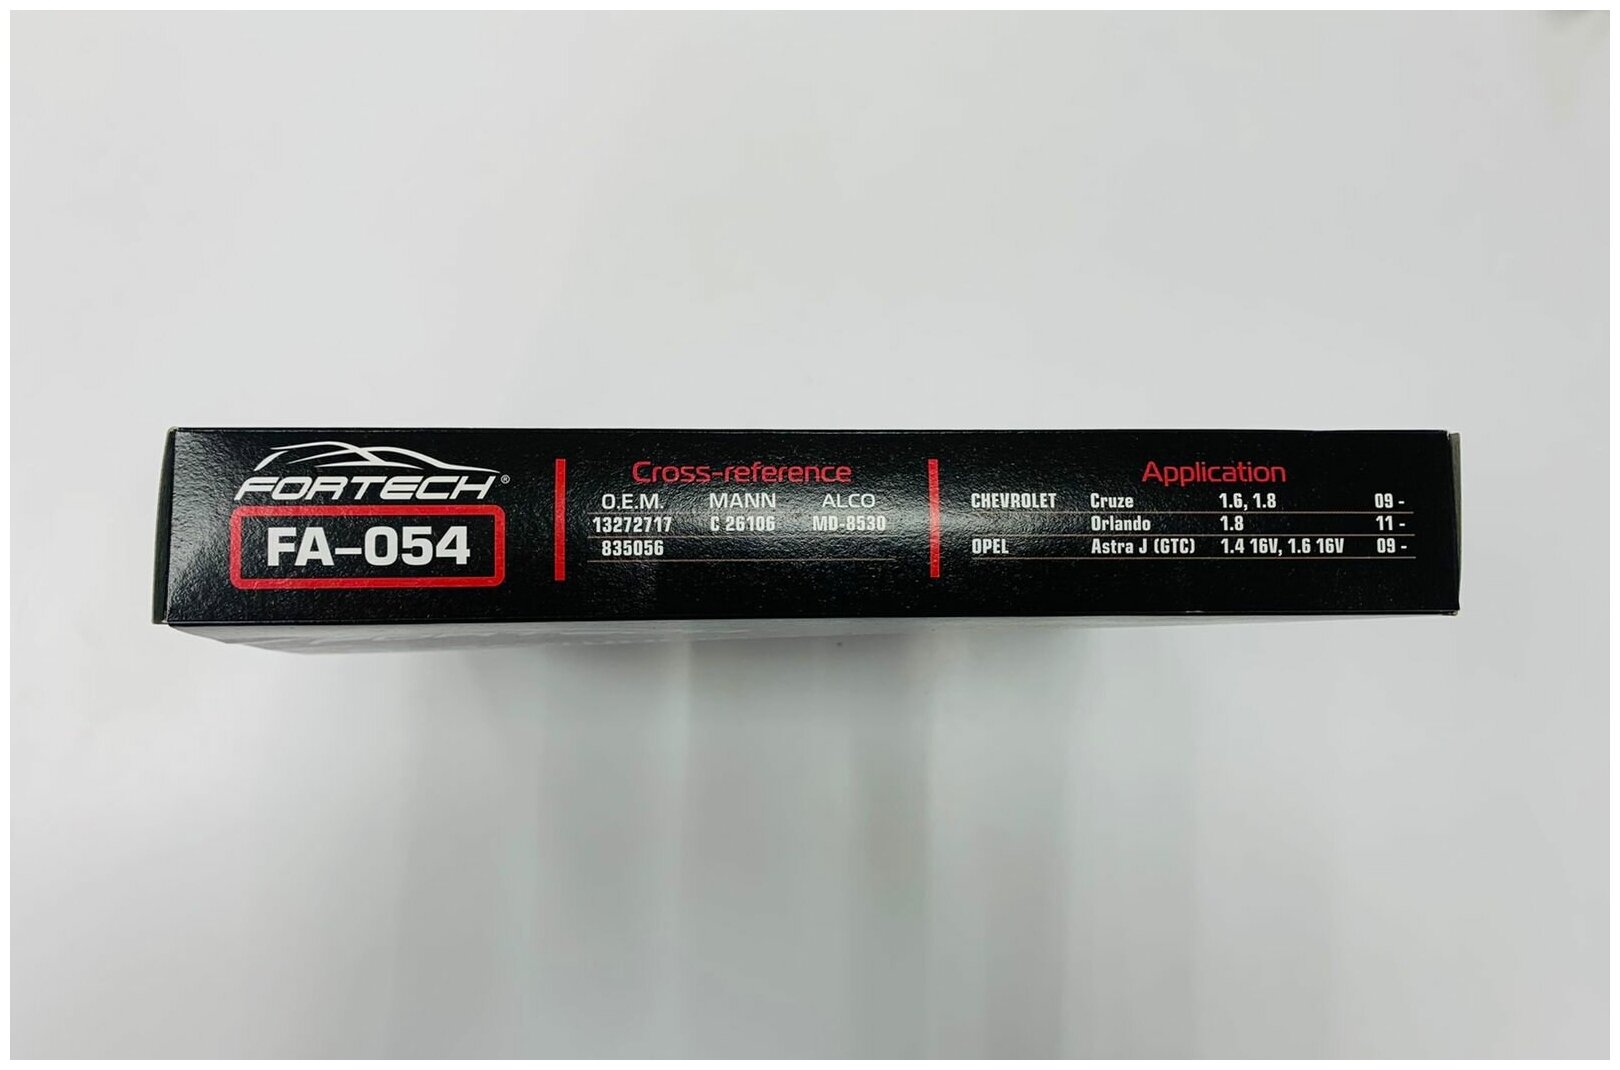 FORTECH®
FA-054
Cross-reference
O.E.M. MANN ALCO
13272717 C 26106 MD-8530
835056
Application
CHEVROLET Cruze 1.6, 1.8 09 -
Orlando 1.8 11 -
OPEL Astra J (GTC) 1.4 16V, 1.6 16V 09 -